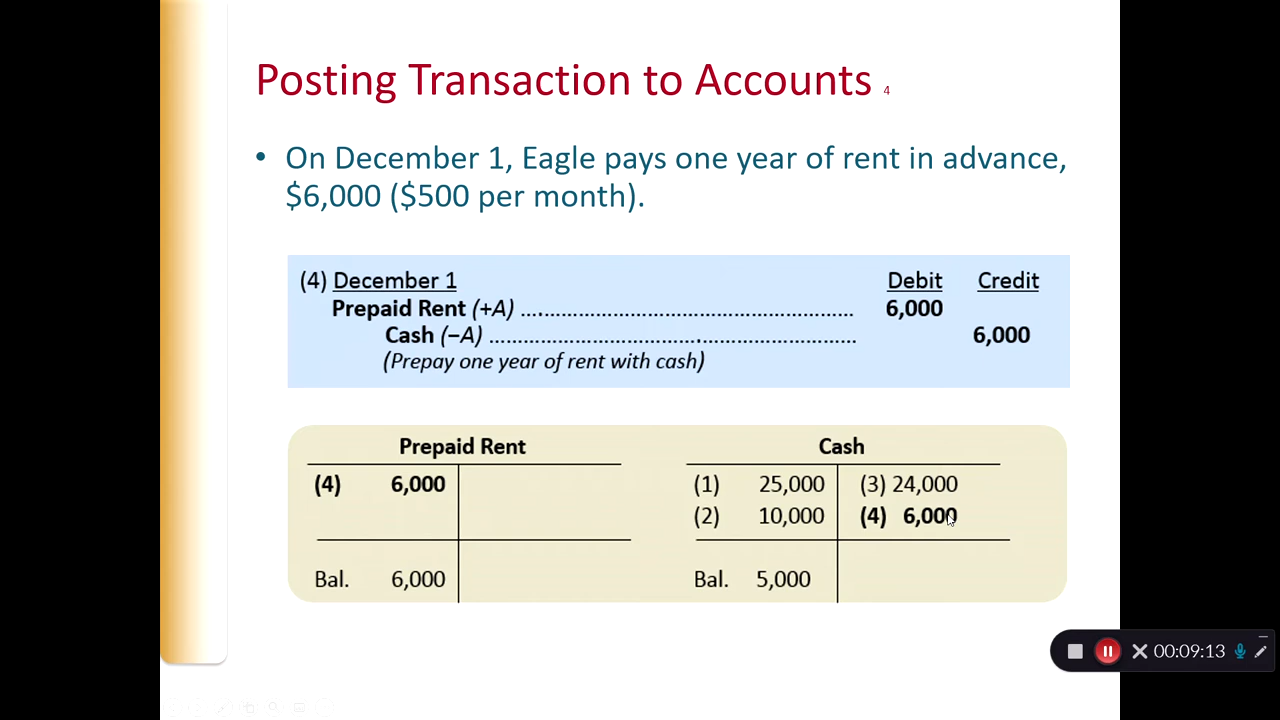 Posting Transaction to Accounts 4
• On December 1, Eagle pays one year of rent in advance,
$6,000 ($500 per month).
(4) December 1 Debit Credit
Prepaid Rent (+A) ........................................................ 6,000
Cash (−A) ............................................................ 6,000
(Prepay one year of rent with cash)
Prepaid Rent Cash
(4) 6,000 (1) 25,000 (3) 24,000
(2) 10,000 (4) 6,000
Bal. 6,000 Bal. 5,000
00:09:13